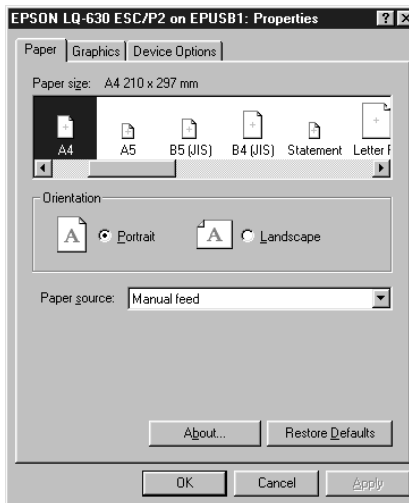 EPSON LQ-630 ESC/P2 on EPUSB1: Properties
Paper Graphics Device Options
Paper size: A4 210 x 297 mm
A4 A5 B5 (JIS) B4 (JIS) Statement Letter F
Orientation
A Portrait A Landscape
Paper source: Manual feed
About... Restore Defaults
OK Cancel Apply